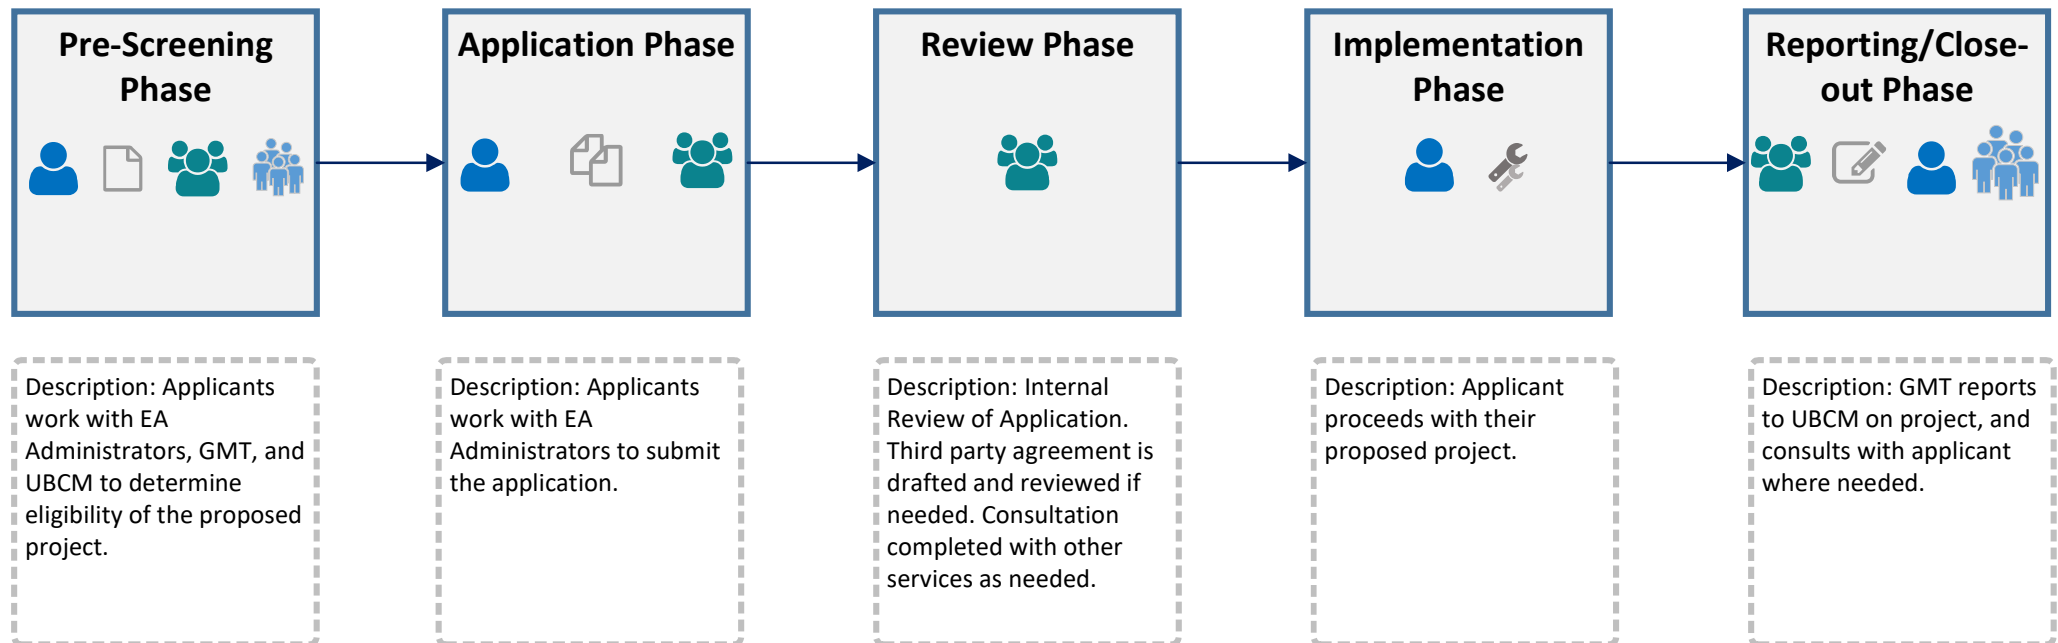 Pre-Screening
Phase
Application Phase
Review Phase
Implementation
Phase
Reporting/Close-
out Phase
Description: Applicants
work with EA
Administrators, GMT, and
UBCM to determine
eligibility of the proposed
project.
Description: Applicants
work with EA
Administrators to submit
the application.
Description: Internal
Review of Application.
Third party agreement is
drafted and reviewed if
needed. Consultation
completed with other
services as needed.
Description: Applicant
proceeds with their
proposed project.
Description: GMT reports
to UBCM on project, and
consults with applicant
where needed.